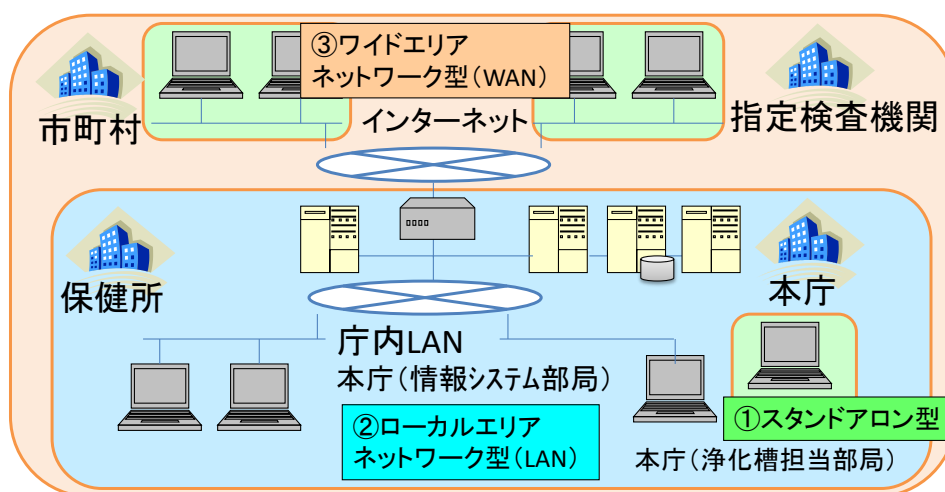 ③ワイドエリア
ネットワーク型(WAN)
市町村
インターネット
指定検査機関
保健所
本庁
庁内LAN
本庁(情報システム部局)
②ローカルエリア
ネットワーク型(LAN)
①スタンドアロン型
本庁(浄化槽担当部局)